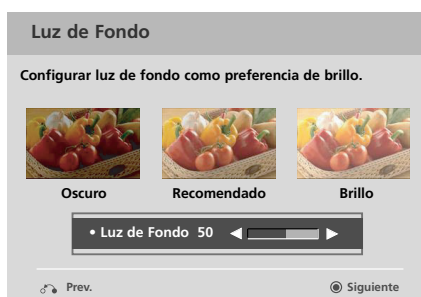 Luz de Fondo
Configurar luz de fondo como preferencia de brillo.
Oscuro Recomendado Brillo
• Luz de Fondo 50 ◀ ▶
Prev. ◉ Siguiente